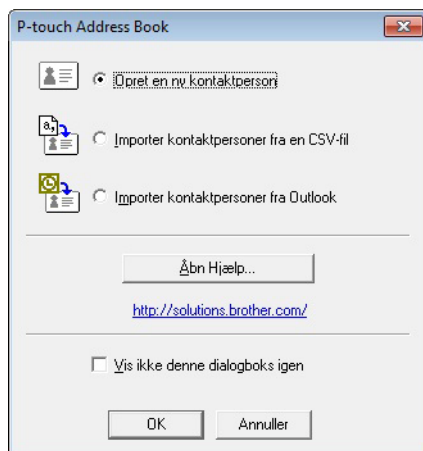 P-touch Address Book
Opret en ny kontaktperson
a,
Importer kontaktpersoner fra en CSV-fil
Importer kontaktpersoner fra Outlook
Åbn Hjælp...
http://solutions.brother.com/
Vis ikke denne dialogboks igen
OK
Annuller